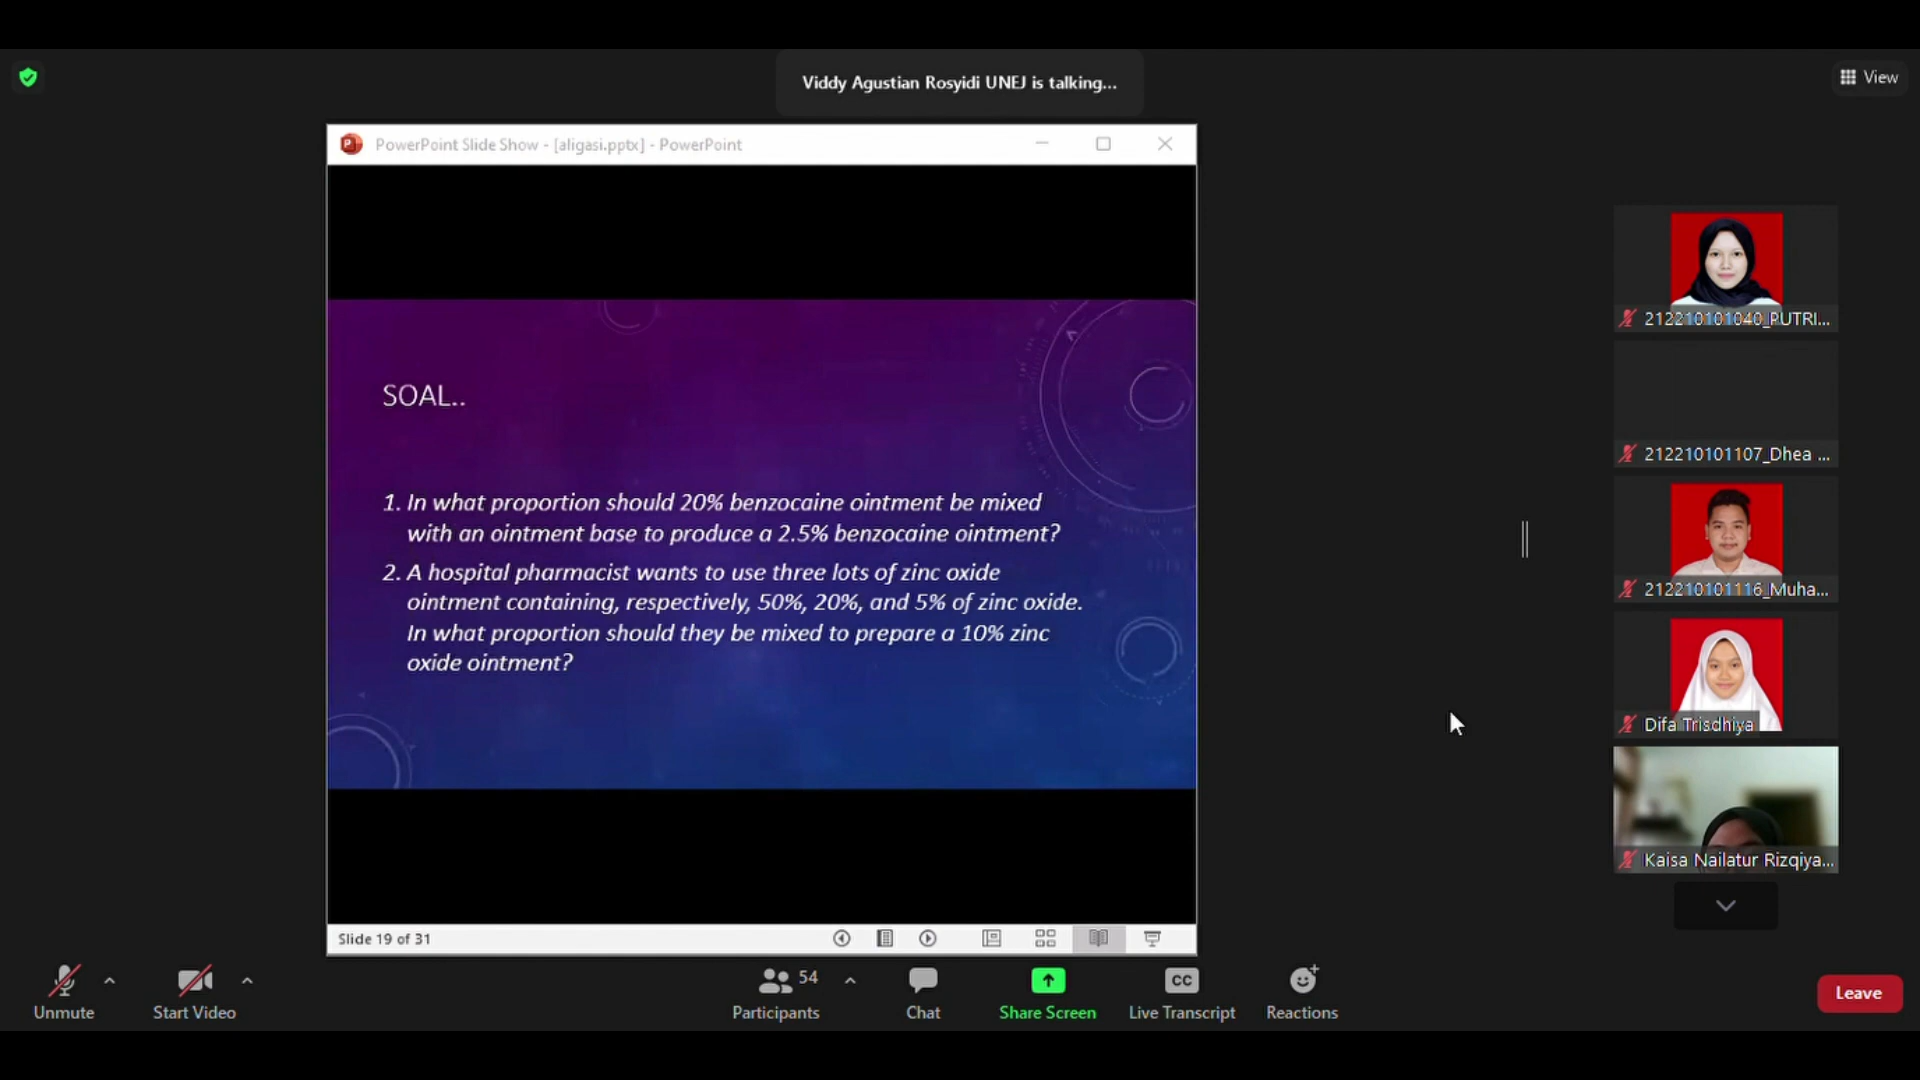 Viddy Agustian Rosyidi UNEJ is talking...
View
PowerPoint Slide Show - [aligasi.pptx] - PowerPoint
SOAL..
1. In what proportion should 20% benzocaine ointment be mixed
with an ointment base to produce a 2.5% benzocaine ointment?
2. A hospital pharmacist wants to use three lots of zinc oxide
ointment containing, respectively, 50%, 20%, and 5% of zinc oxide.
In what proportion should they be mixed to prepare a 10% zinc
oxide ointment?
Slide 19 of 31
212210101040_PUTRI...
212210101107_Dhea ...
212210101116_Muha...
Difa Trisdhiya
Kaisa Nailatur Rizqiya...
Unmute
Start Video
54
Participants
Chat
Share Screen
CC
Live Transcript
Reactions
Leave